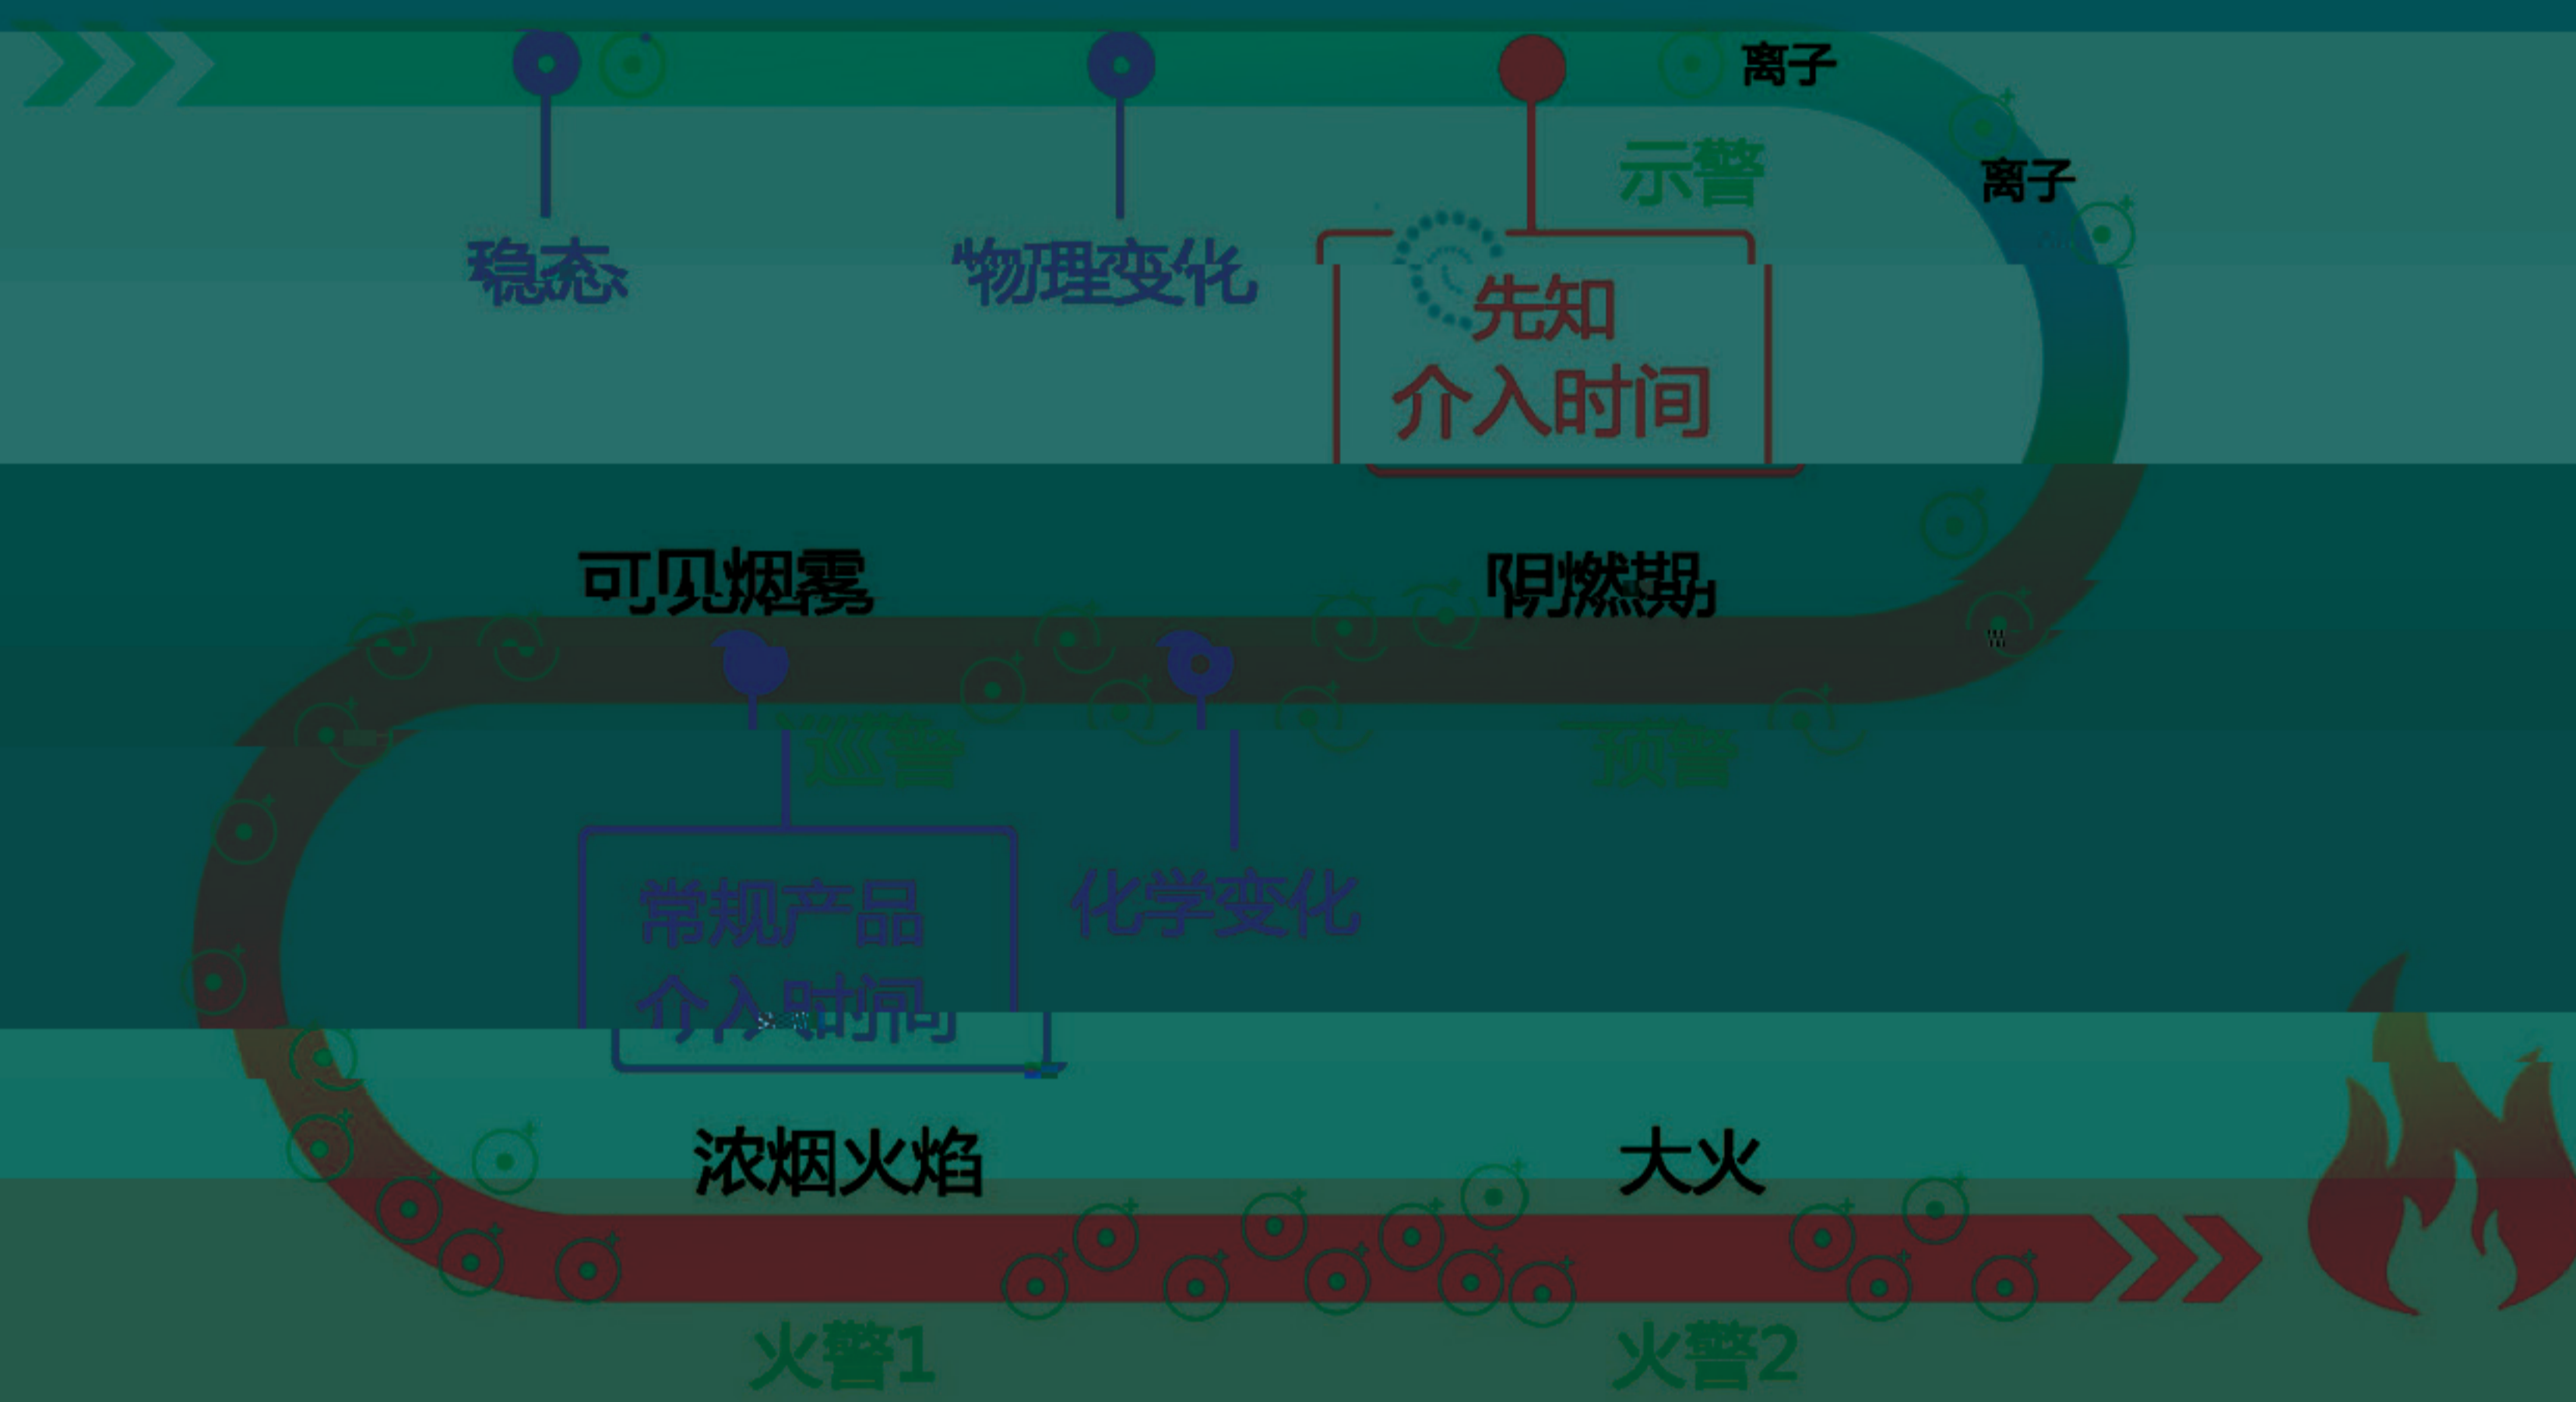 离子
离子
示警
稳态
物理变化
先知
介入时间
可见烟雾
阴燃期
巡警
预警
常规产品
介入时间
化学变化
浓烟火焰
大火
火警1
火警2